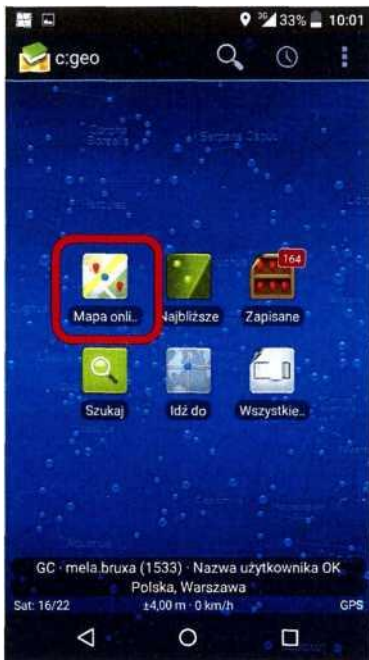 3G 33% 10:01
c:geo
164
Mapa onli.. Najbliższe Zapisane
Szukaj Idź do Wszystkie..
GC · mela.bruxa (1533) · Nazwa użytkownika OK
Polska, Warszawa
Sat: 16/22 ±4,00 m · 0 km/h GPS